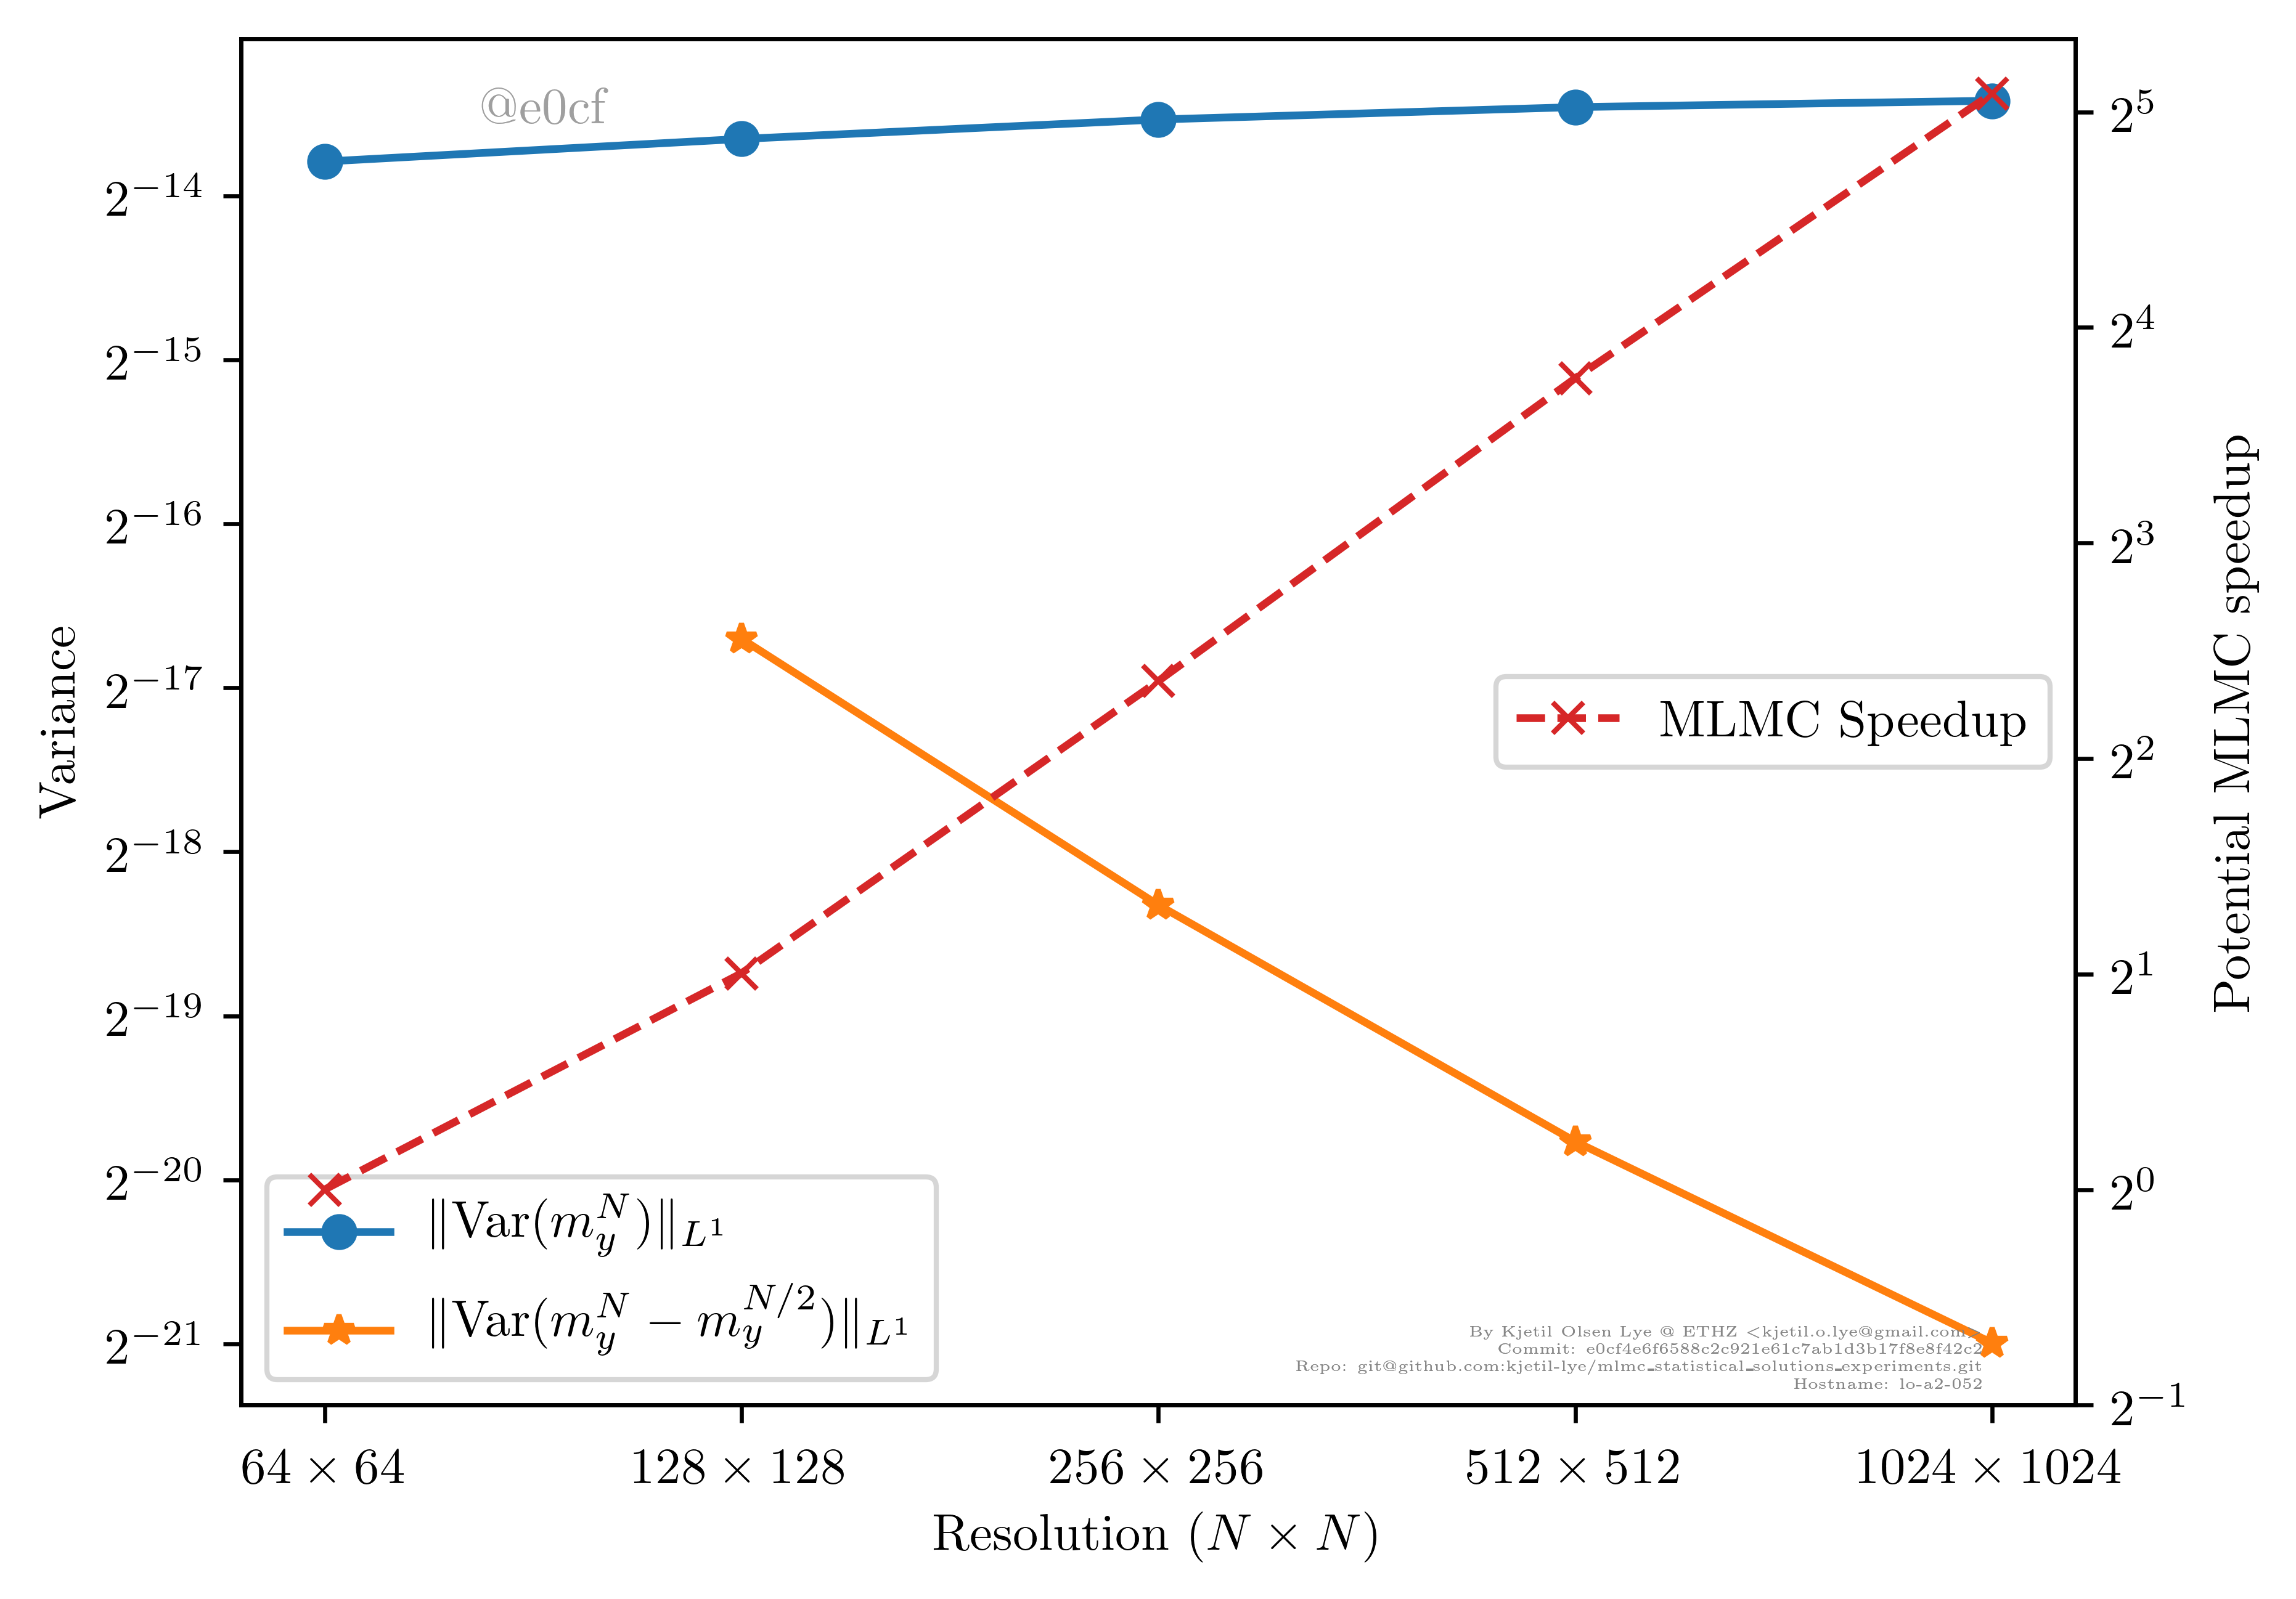 @e0cf
2^{-14}
2^{-15}
2^{-16}
2^{-17}
2^{-18}
2^{-19}
2^{-20}
2^{-21}
Variance
2^5
2^4
2^3
2^2
2^1
2^0
2^{-1}
Potential MLMC speedup
MLMC Speedup
‖Var(m_y^N)‖_{L^1}
‖Var(m_y^N − m_y^{N/2})‖_{L^1}
By Kjetil Olsen Lye @ ETHZ <kjetil.o.lye@gmail.com>
Commit: e0cf4e6f6588c2c921e61c7ab1d3b17f8e8f42c2
Repo: git@github.com:kjetil-lye/mlmc_statistical_solutions_experiments.git
Hostname: lo-a2-052
64 × 64 128 × 128 256 × 256 512 × 512 1024 × 1024
Resolution (N × N)